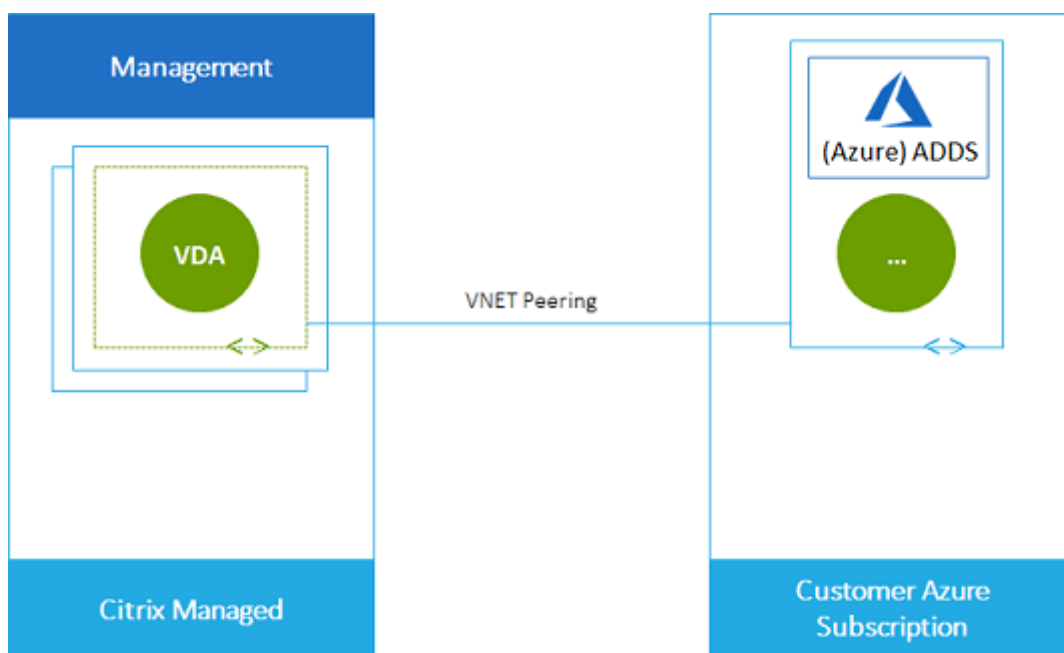 Management
(Azure) ADDS
VDA
...
VNET Peering
Citrix Managed
Customer Azure
Subscription